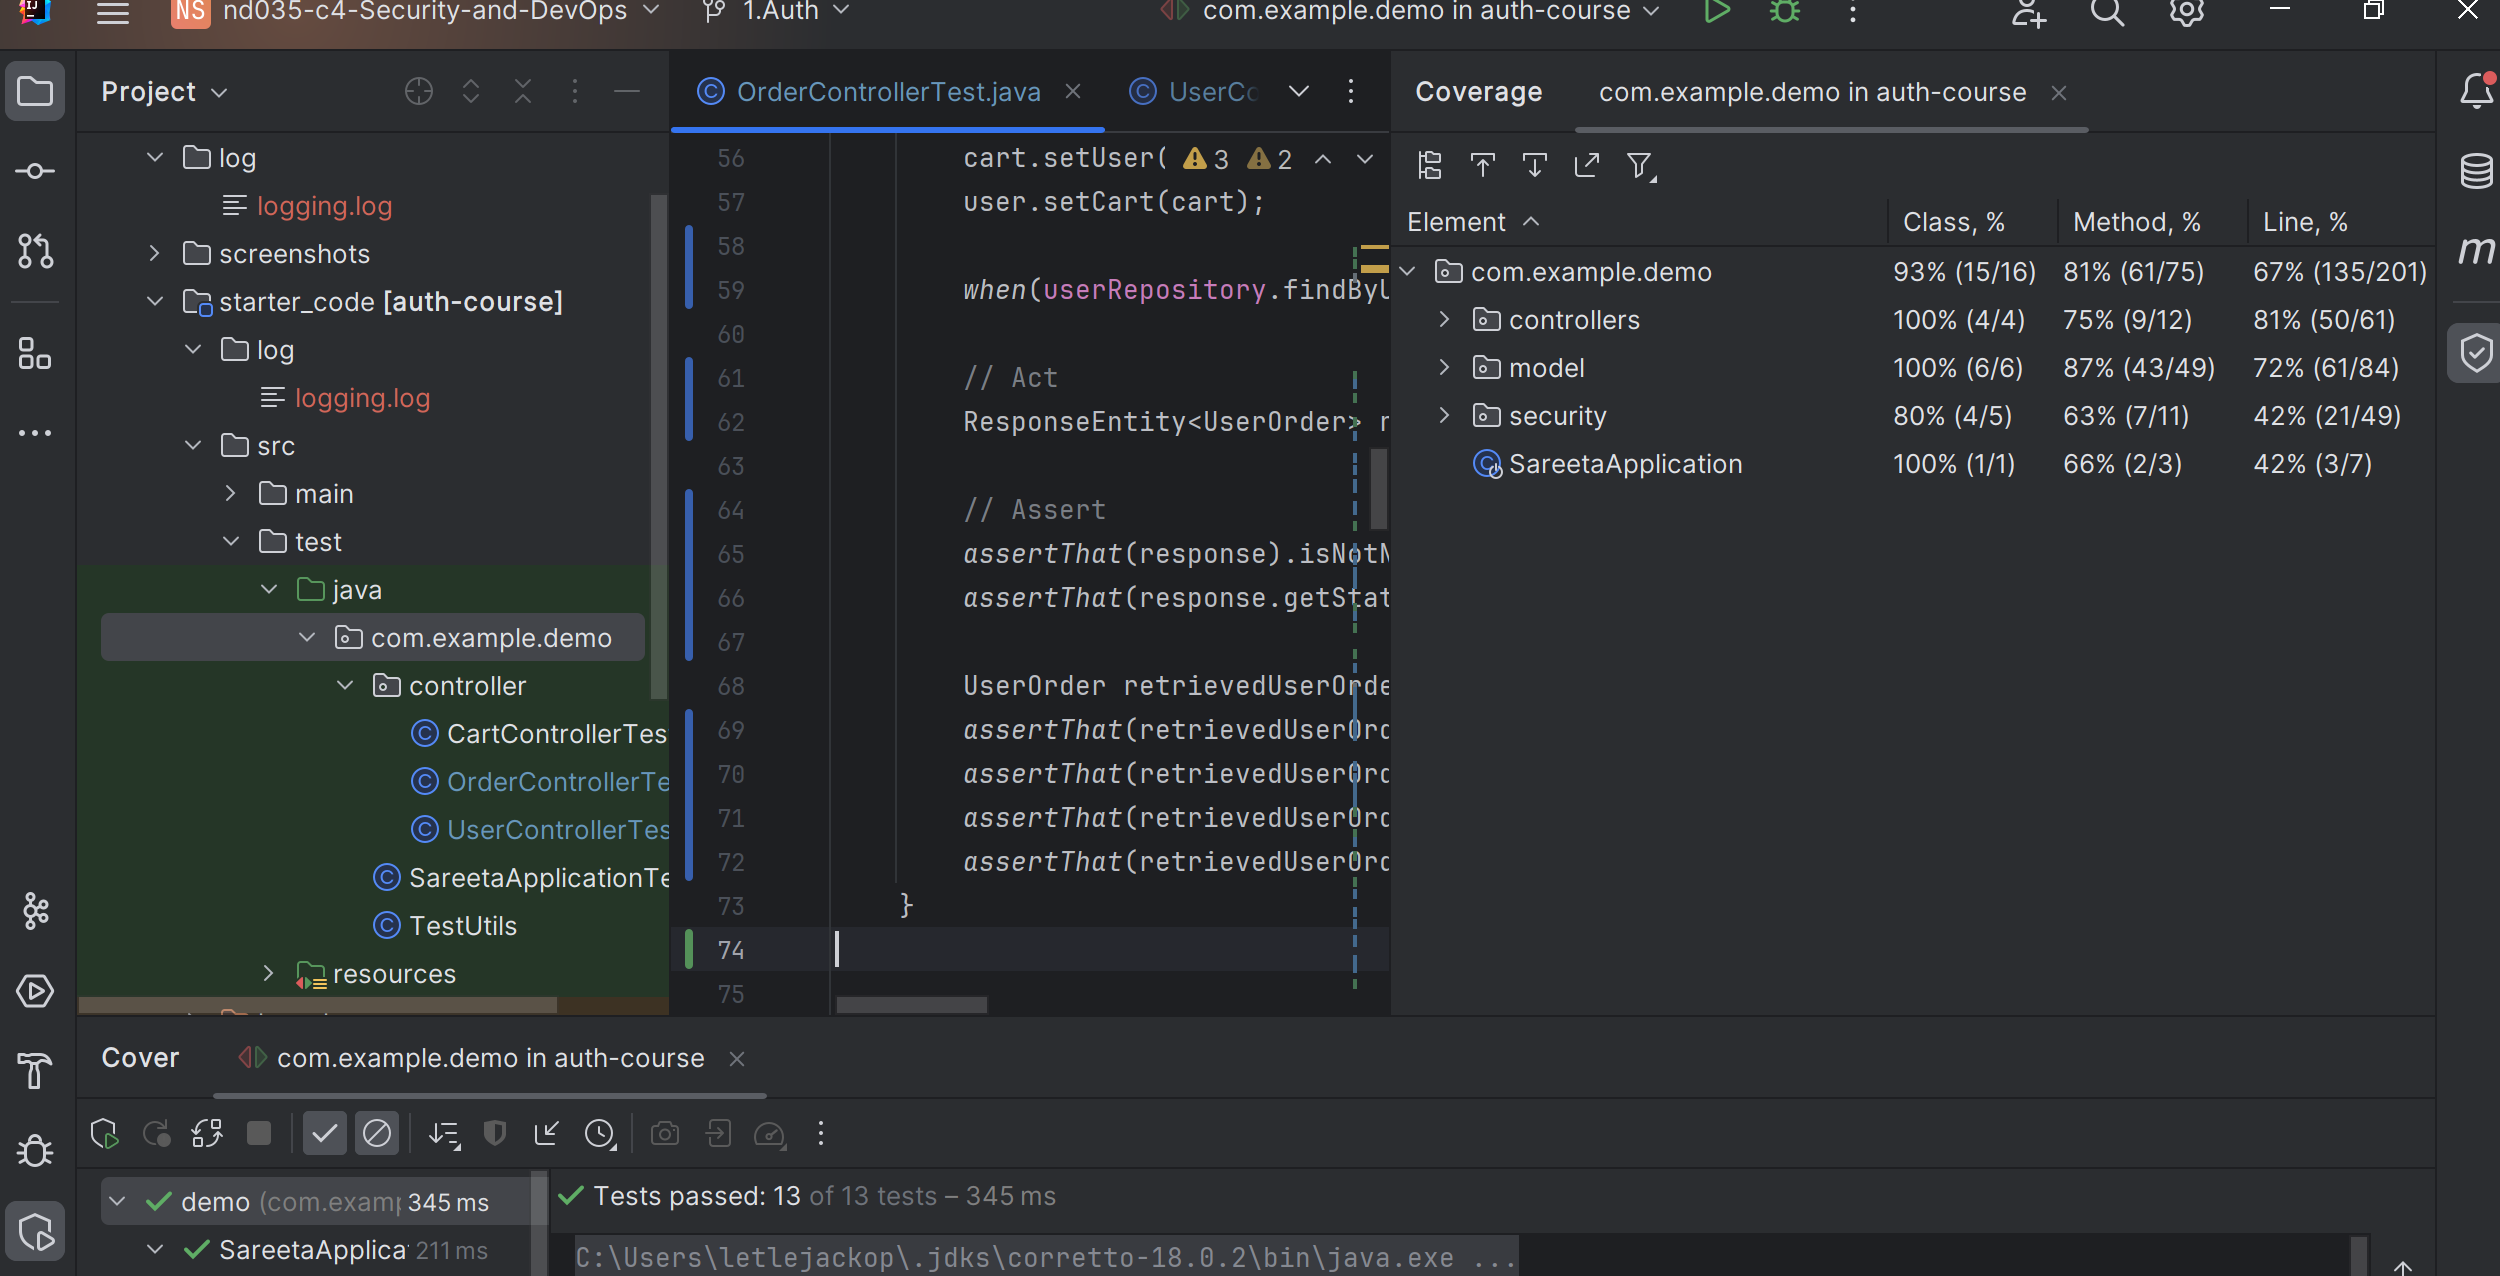 NS nd035-c4-Security-and-DevOps 1.Auth com.example.demo in auth-course
Project
log
logging.log
screenshots
starter_code [auth-course]
log
logging.log
src
main
test
java
com.example.demo
controller
CartControllerTes
OrderControllerTe
UserControllerTes
SareetaApplicationTe
TestUtils
resources
OrderControllerTest.java UserCo
3 2
56 cart.setUser(
57 user.setCart(cart);
58
59 when(userRepository.findByU
60
61 // Act
62 ResponseEntity<UserOrder> r
63
64 // Assert
65 assertThat(response).isNotN
66 assertThat(response.getStat
67
68 UserOrder retrievedUserOrde
69 assertThat(retrievedUserOrd
70 assertThat(retrievedUserOrd
71 assertThat(retrievedUserOrd
72 assertThat(retrievedUserOrd
73 }
74
75
Coverage com.example.demo in auth-course
Element Class, % Method, % Line, %
com.example.demo 93% (15/16) 81% (61/75) 67% (135/201)
controllers 100% (4/4) 75% (9/12) 81% (50/61)
model 100% (6/6) 87% (43/49) 72% (61/84)
security 80% (4/5) 63% (7/11) 42% (21/49)
SareetaApplication 100% (1/1) 66% (2/3) 42% (3/7)
Cover com.example.demo in auth-course
demo (com.examp 345 ms
SareetaApplicat 211 ms
Tests passed: 13 of 13 tests – 345 ms
C:\Users\letlejackop\.jdks\corretto-18.0.2\bin\java.exe ...